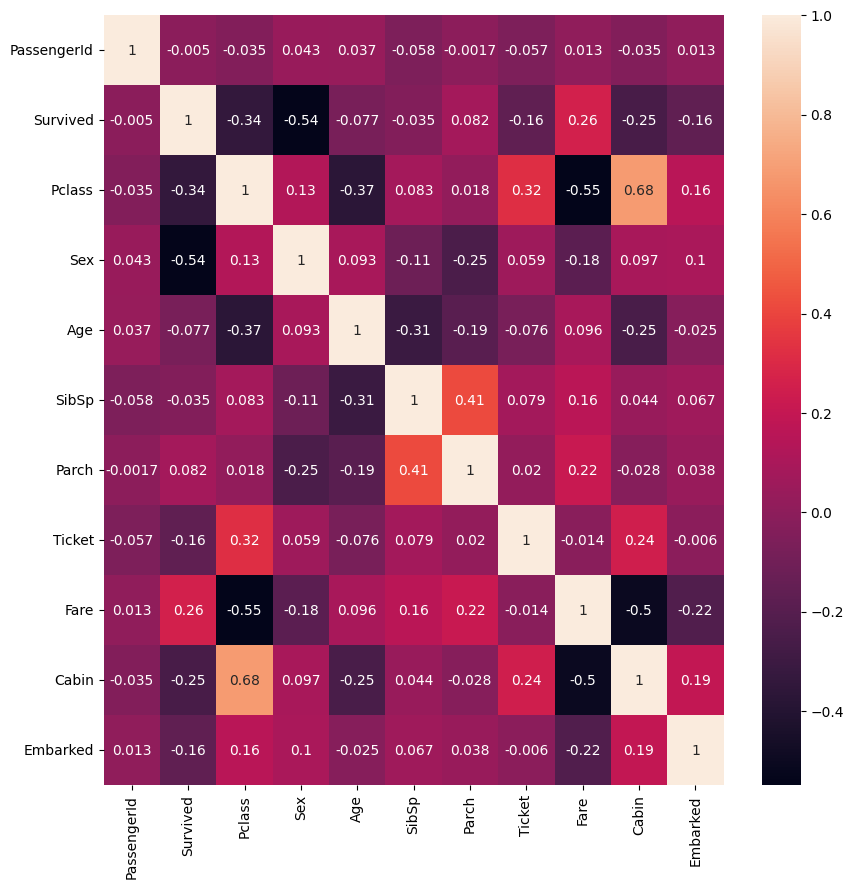 PassengerId 1 -0.005 -0.035 0.043 0.037 -0.058 -0.0017 -0.057 0.013 -0.035 0.013
Survived -0.005 1 -0.34 -0.54 -0.077 -0.035 0.082 -0.16 0.26 -0.25 -0.16
Pclass -0.035 -0.34 1 0.13 -0.37 0.083 0.018 0.32 -0.55 0.68 0.16
Sex 0.043 -0.54 0.13 1 0.093 -0.11 -0.25 0.059 -0.18 0.097 0.1
Age 0.037 -0.077 -0.37 0.093 1 -0.31 -0.19 -0.076 0.096 -0.25 -0.025
SibSp -0.058 -0.035 0.083 -0.11 -0.31 1 0.41 0.079 0.16 0.044 0.067
Parch -0.0017 0.082 0.018 -0.25 -0.19 0.41 1 0.02 0.22 -0.028 0.038
Ticket -0.057 -0.16 0.32 0.059 -0.076 0.079 0.02 1 -0.014 0.24 -0.006
Fare 0.013 0.26 -0.55 -0.18 0.096 0.16 0.22 -0.014 1 -0.5 -0.22
Cabin -0.035 -0.25 0.68 0.097 -0.25 0.044 -0.028 0.24 -0.5 1 0.19
Embarked 0.013 -0.16 0.16 0.1 -0.025 0.067 0.038 -0.006 -0.22 0.19 1
PassengerId Survived Pclass Sex Age SibSp Parch Ticket Fare Cabin Embarked
1.0
0.8
0.6
0.4
0.2
0.0
−0.2
−0.4